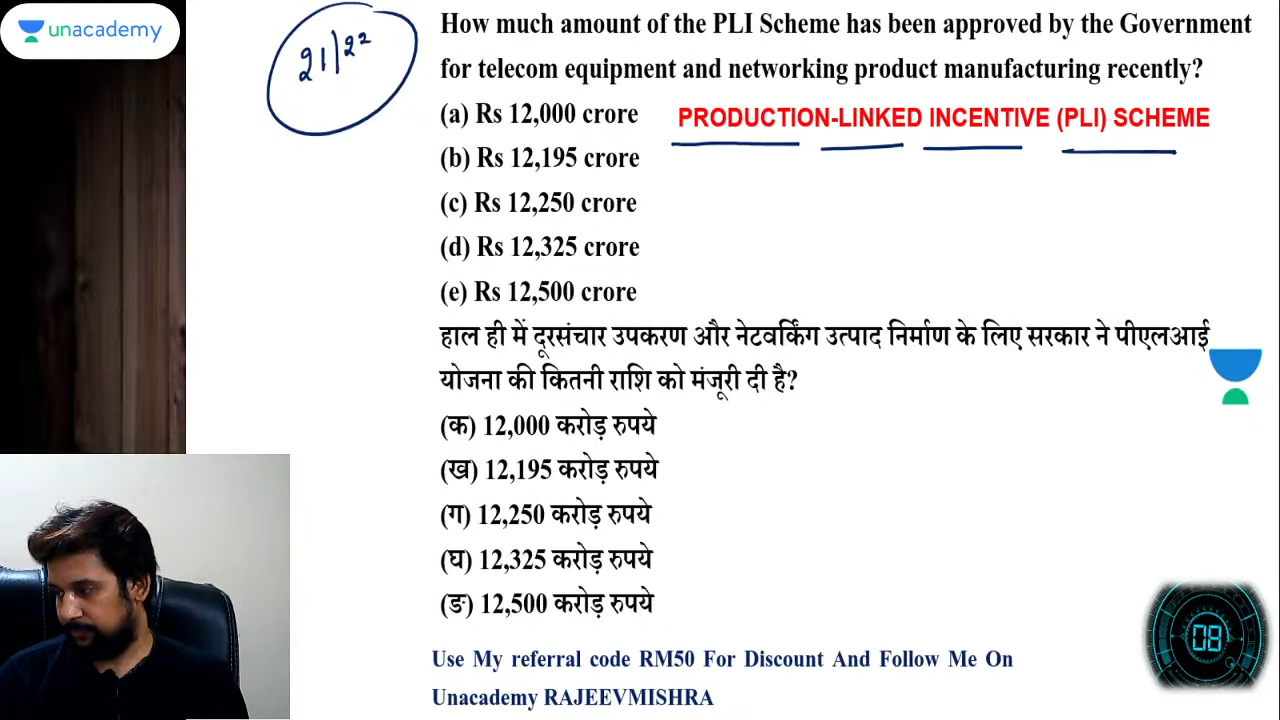 unacademy
21/22
How much amount of the PLI Scheme has been approved by the Government
for telecom equipment and networking product manufacturing recently?
(a) Rs 12,000 crore
PRODUCTION-LINKED INCENTIVE (PLI) SCHEME
(b) Rs 12,195 crore
(c) Rs 12,250 crore
(d) Rs 12,325 crore
(e) Rs 12,500 crore
हाल ही में दूरसंचार उपकरण और नेटवर्किंग उत्पाद निर्माण के लिए सरकार ने पीएलआई
योजना की कितनी राशि को मंजूरी दी है?
(क) 12,000 करोड़ रुपये
(ख) 12,195 करोड़ रुपये
(ग) 12,250 करोड़ रुपये
(घ) 12,325 करोड़ रुपये
(ङ) 12,500 करोड़ रुपये
08
Use My referral code RM50 For Discount And Follow Me On
Unacademy RAJEEVMISHRA